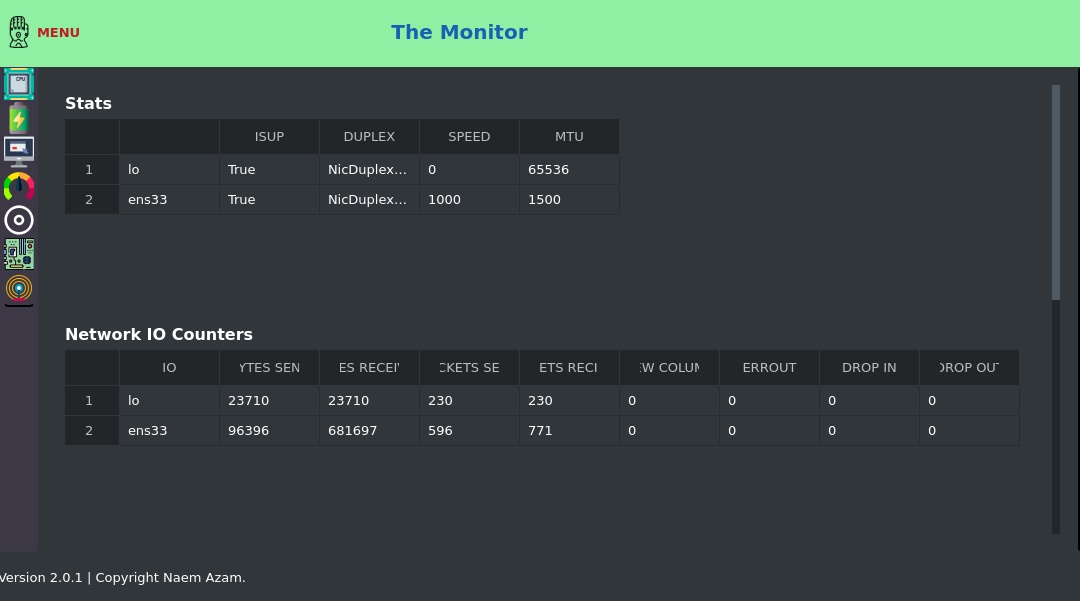 MENU
The Monitor
CPU
Stats
ISUP DUPLEX SPEED MTU
1 lo True NicDuplex... 0 65536
2 ens33 True NicDuplex... 1000 1500
Network IO Counters
IO YTES SEN ES RECEI CKETS SE ETS RECI EW COLUM ERROUT DROP IN DROP OUT
1 lo 23710 23710 230 230 0 0 0 0
2 ens33 96396 681697 596 771 0 0 0 0
Version 2.0.1 | Copyright Naem Azam.